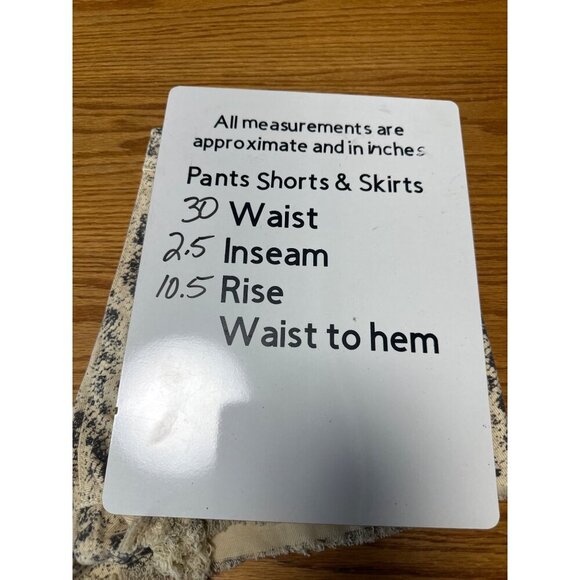 All measurements are
approximate and in inches
Pants Shorts & Skirts
30 Waist
2.5 Inseam
10.5 Rise
Waist to hem